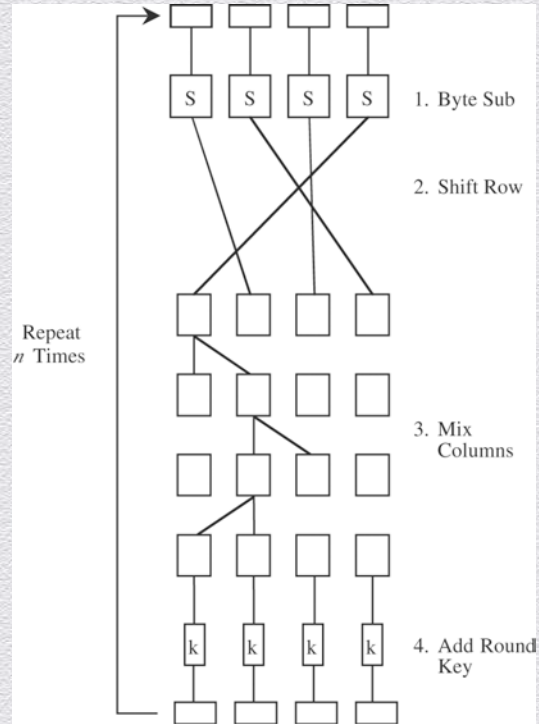 S S S S
1. Byte Sub
2. Shift Row
Repeat
n Times
3. Mix
Columns
k k k k
4. Add Round
Key